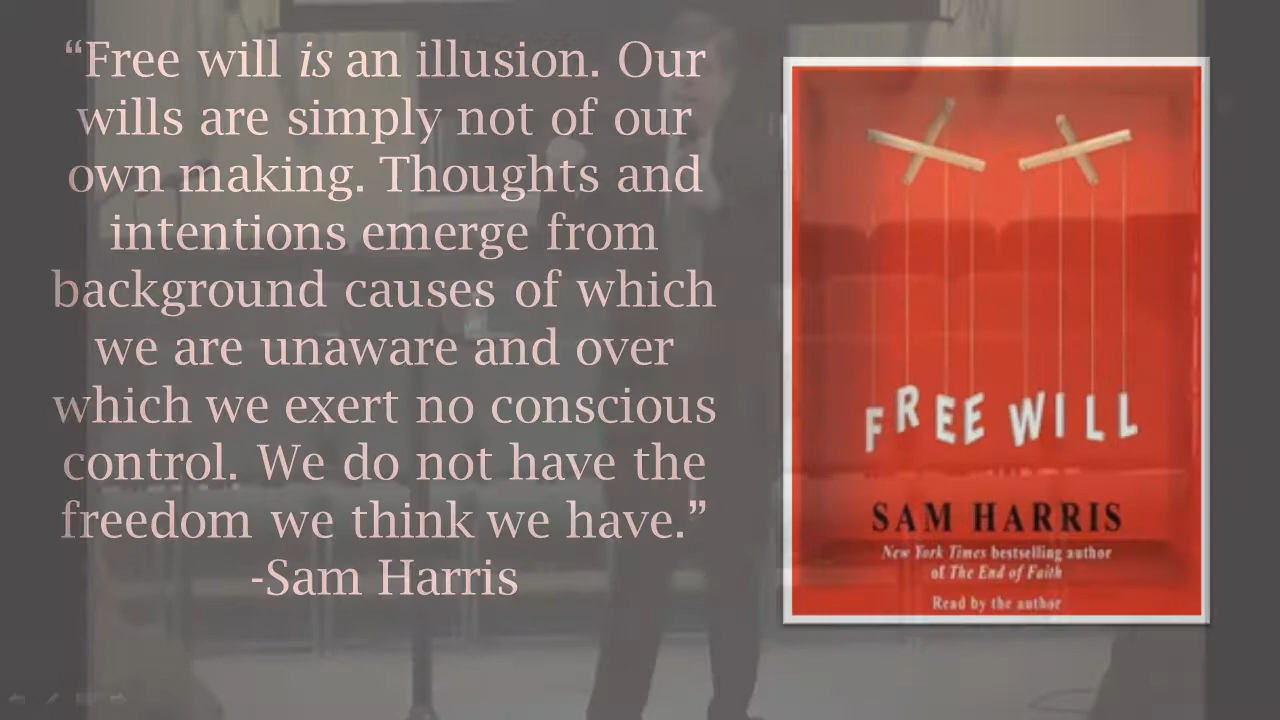 “Free will is an illusion. Our
wills are simply not of our
own making. Thoughts and
intentions emerge from
background causes of which
we are unaware and over
which we exert no conscious
control. We do not have the
freedom we think we have.”
-Sam Harris
FREE WILL
SAM HARRIS
New York Times bestselling author
of The End of Faith
Read by the author